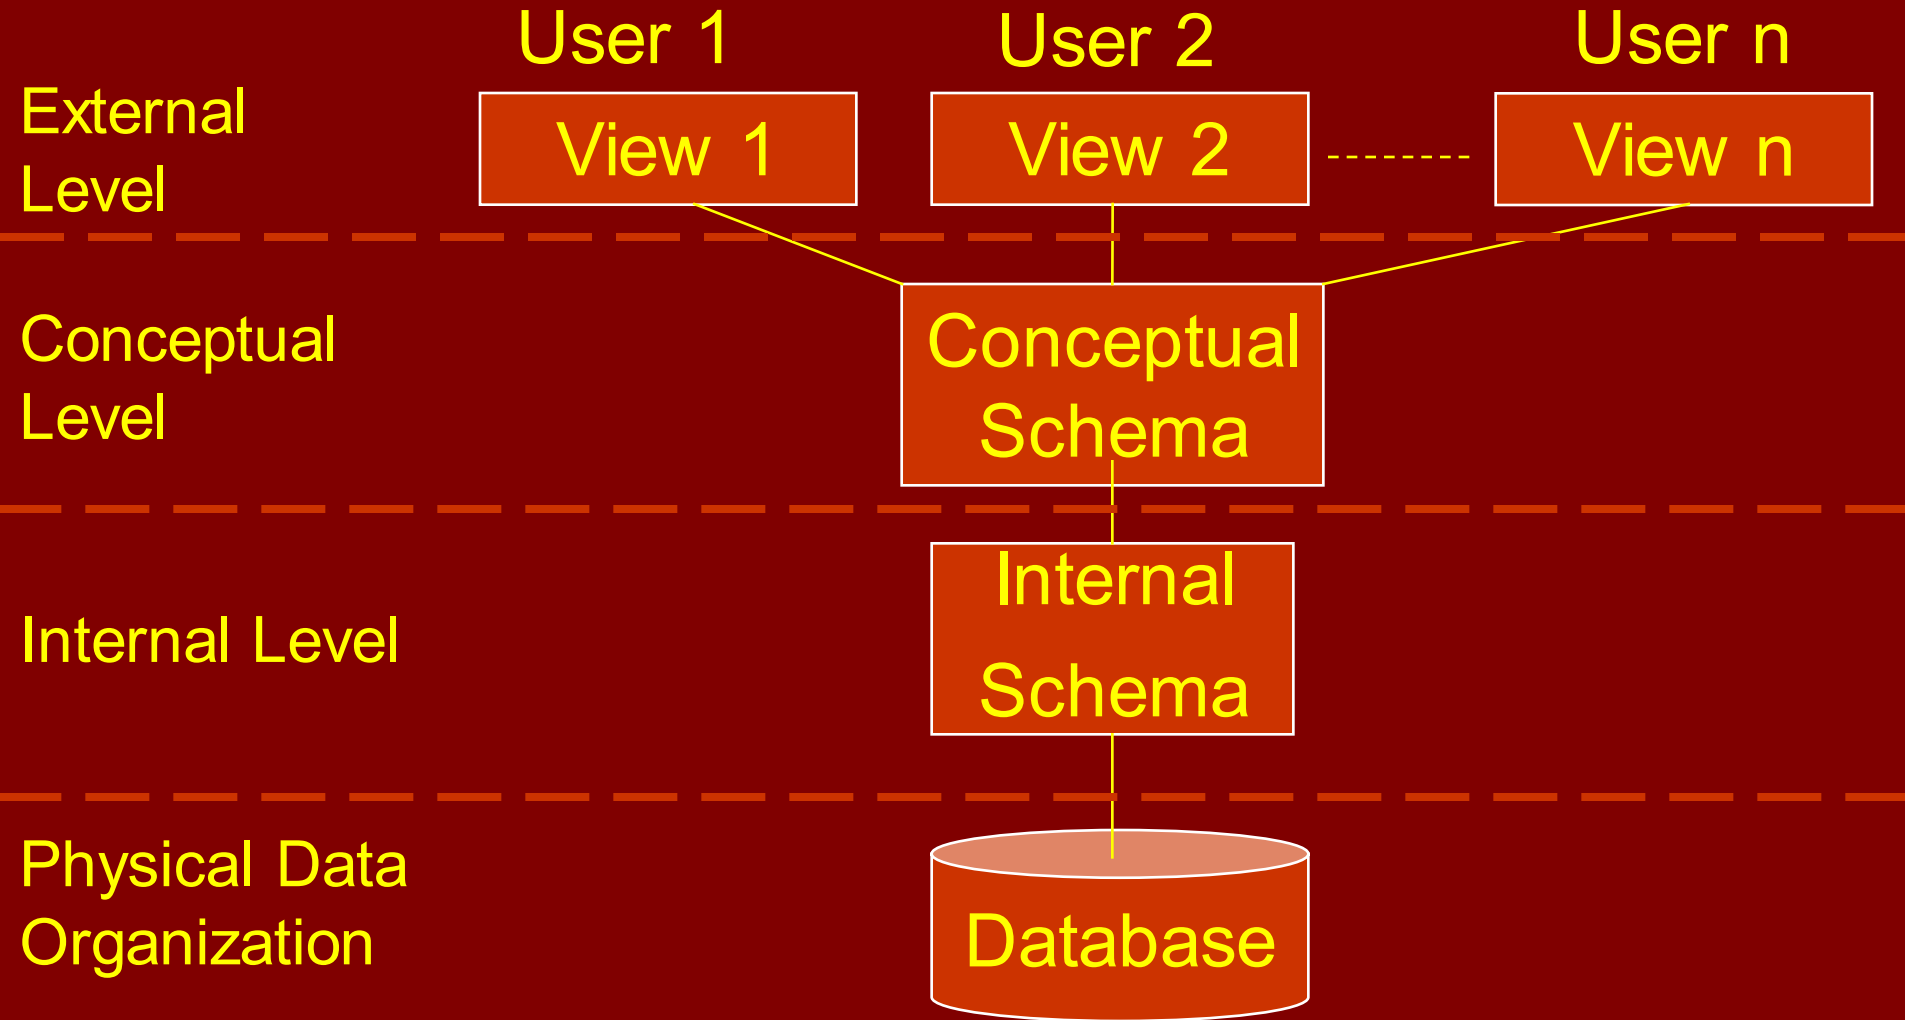 User 1
User 2
User n
External
Level
View 1
View 2
View n
Conceptual
Level
Conceptual
Schema
Internal Level
Internal
Schema
Physical Data
Organization
Database